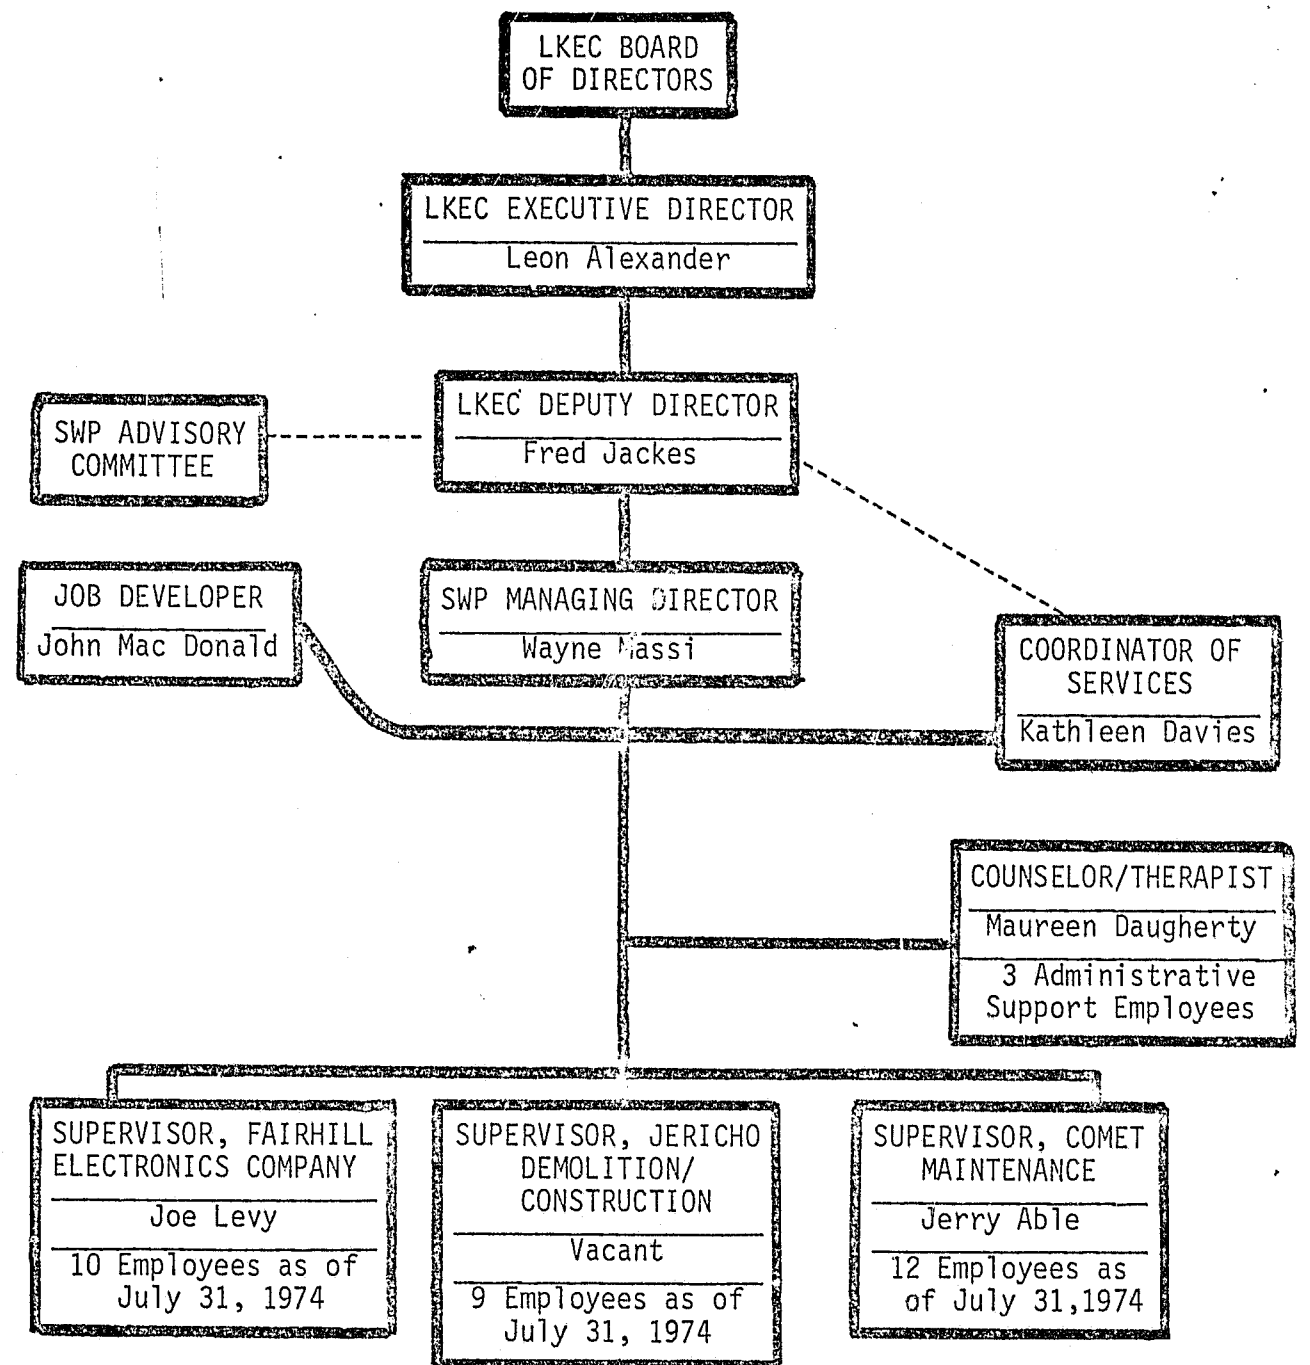 LKEC BOARD
OF DIRECTORS
LKEC EXECUTIVE DIRECTOR
Leon Alexander
LKEC DEPUTY DIRECTOR
Fred Jackes
SWP ADVISORY
COMMITTEE
JOB DEVELOPER
John Mac Donald
SWP MANAGING DIRECTOR
Wayne Massi
COORDINATOR OF
SERVICES
Kathleen Davies
COUNSELOR/THERAPIST
Maureen Daugherty
3 Administrative
Support Employees
SUPERVISOR, FAIRHILL
ELECTRONICS COMPANY
Joe Levy
10 Employees as of
July 31, 1974
SUPERVISOR, JERICHO
DEMOLITION/
CONSTRUCTION
Vacant
9 Employees as of
July 31, 1974
SUPERVISOR, COMET
MAINTENANCE
Jerry Able
12 Employees as
of July 31,1974